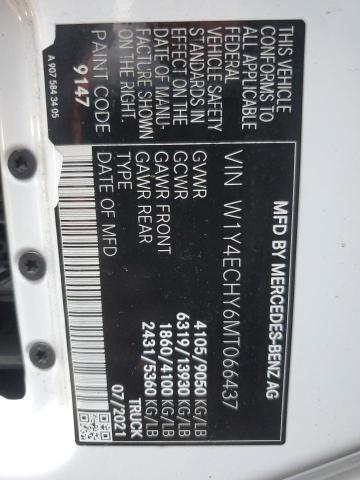 MFD BY MERCEDES-BENZ AG
VIN W1Y4ECHY6MT066437
GVWR 4105/9050 KG/LB
GCWR 6319/13930 KG/LB
GAWR FRONT 1860/4100 KG/LB
GAWR REAR 2431/5360 KG/LB
TRUCK
DATE OF MFD 07/2021
THIS VEHICLE
CONFORMS TO
FEDERAL
VEHICLE SAFETY
STANDARDS IN
EFFECT ON THE
DATE OF MANU-
FACTURE SHOWN
ON THE RIGHT.
PAINT CODE
9147
A 907 584 34 05